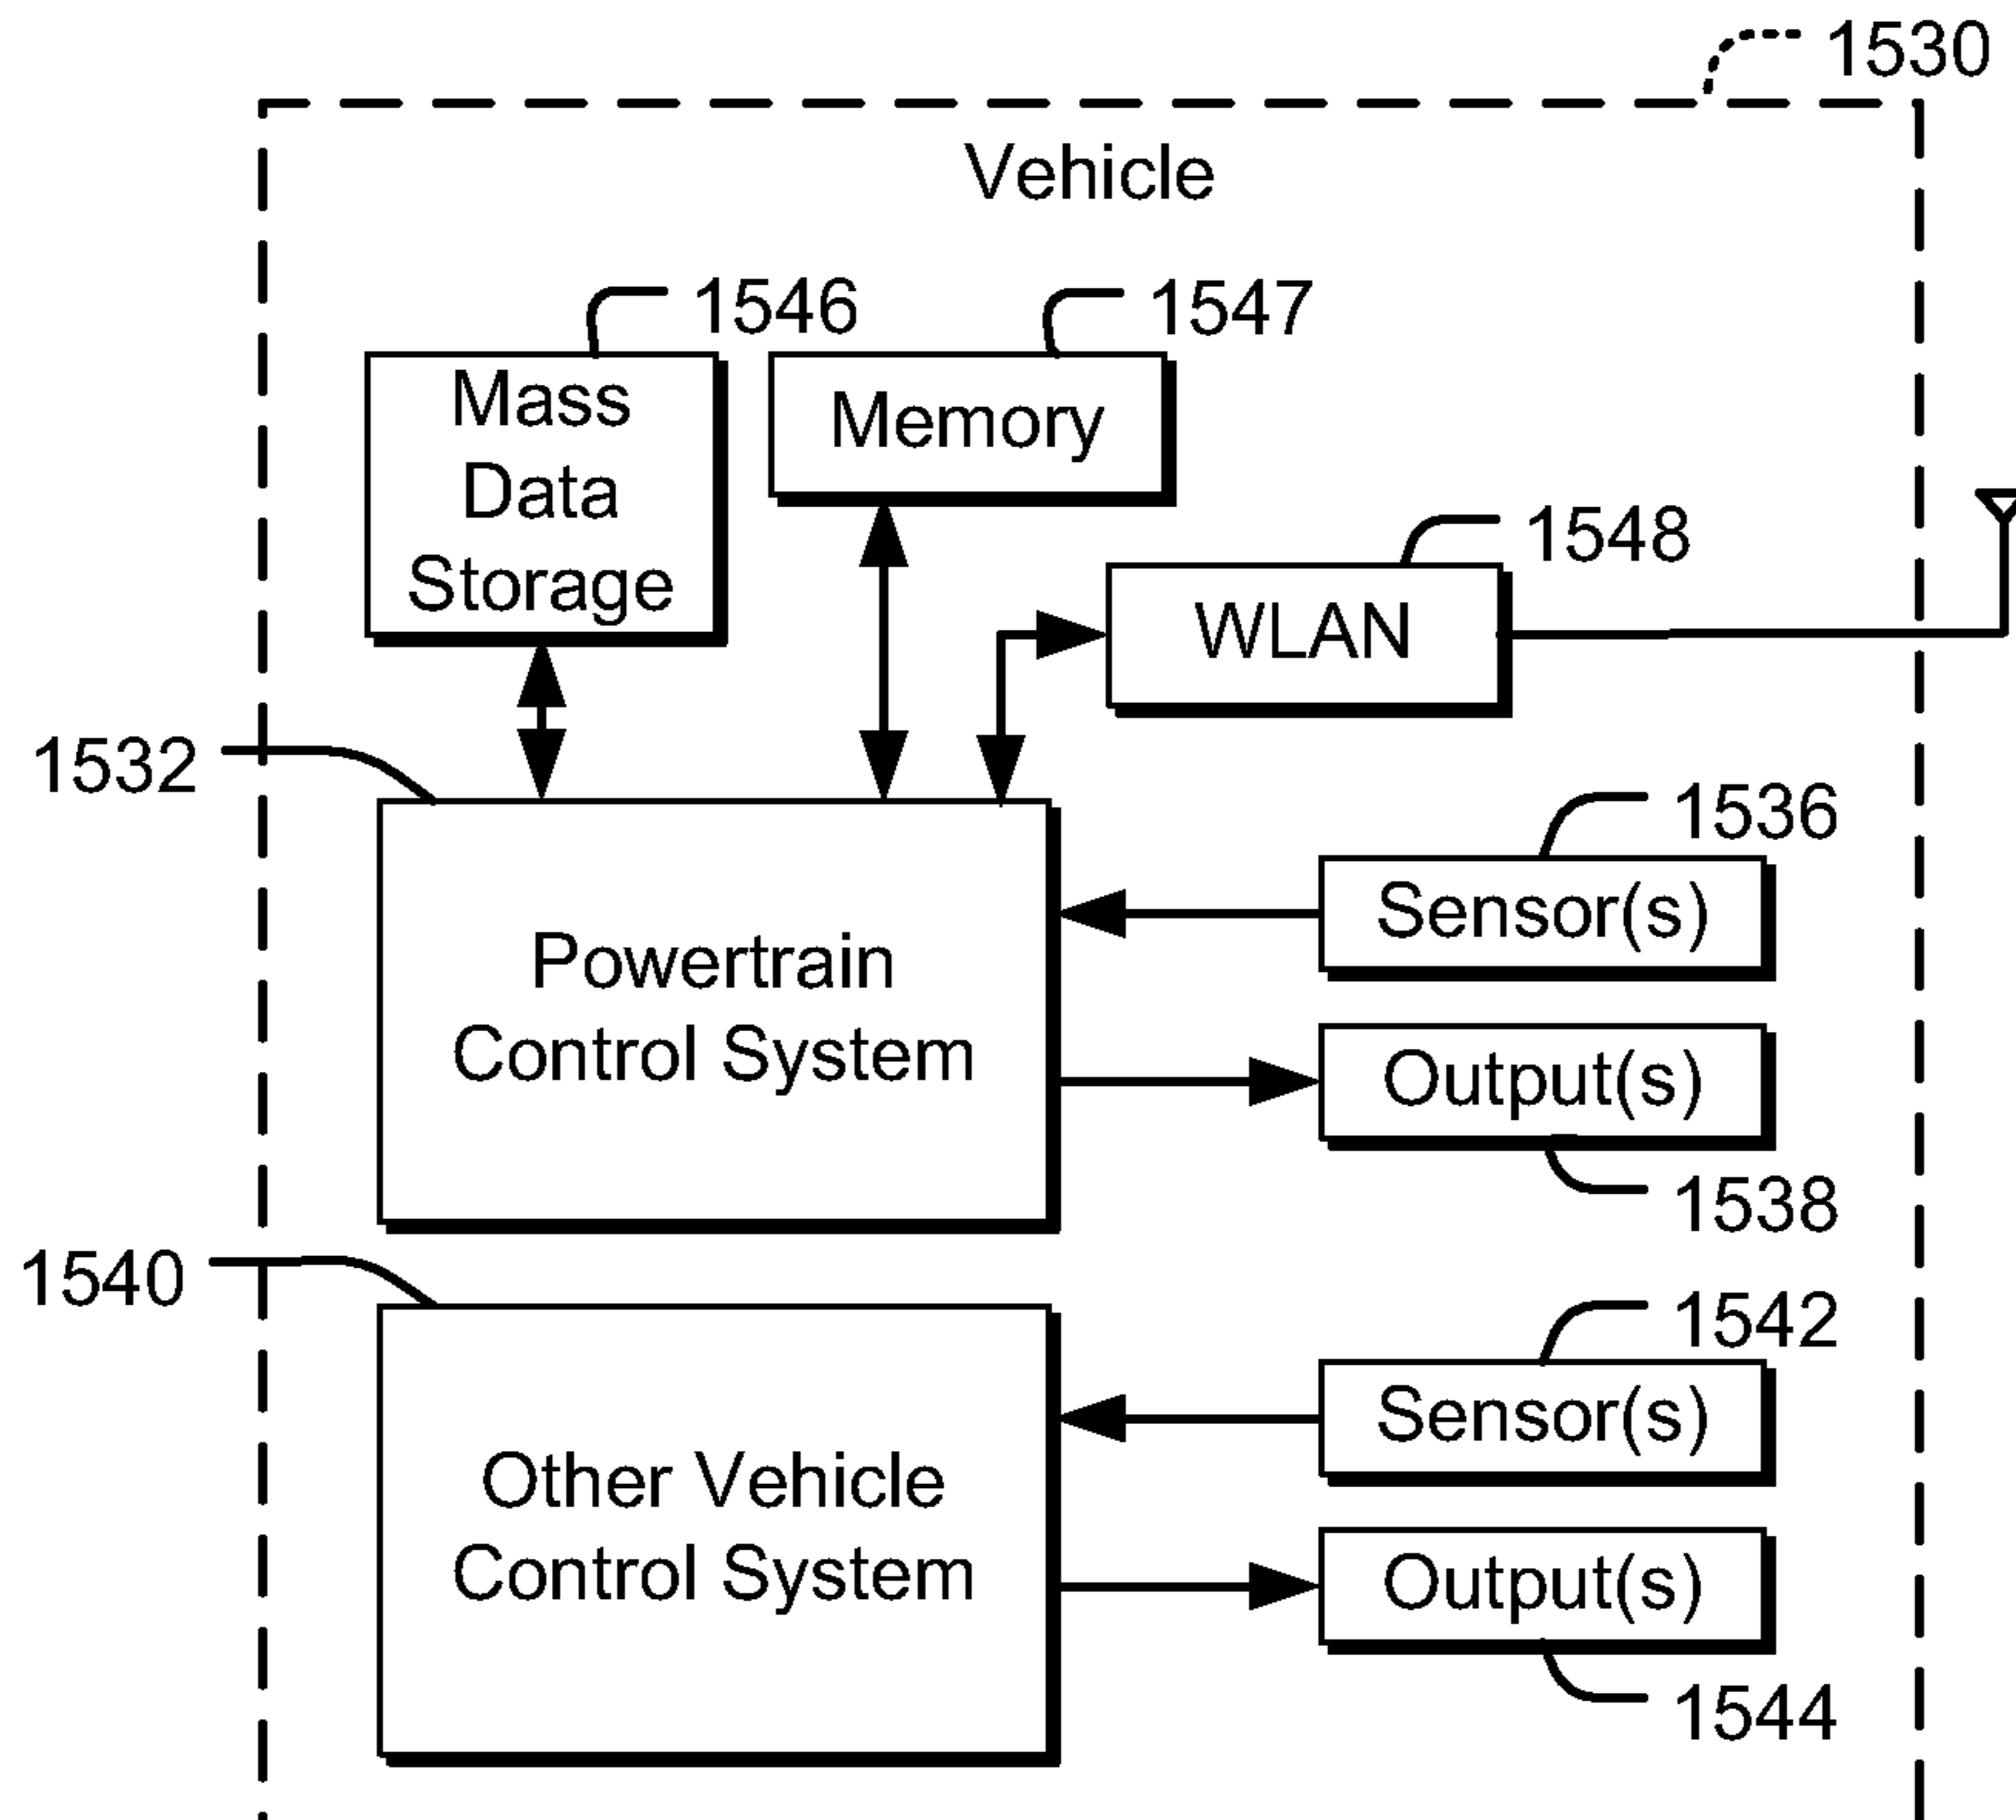 1530
Vehicle
1546
1547
Mass
Data
Storage
Memory
1548
WLAN
1532
1536
Sensor(s)
Powertrain
Control System
Output(s)
1538
1540
1542
Sensor(s)
Other Vehicle
Control System
Output(s)
1544